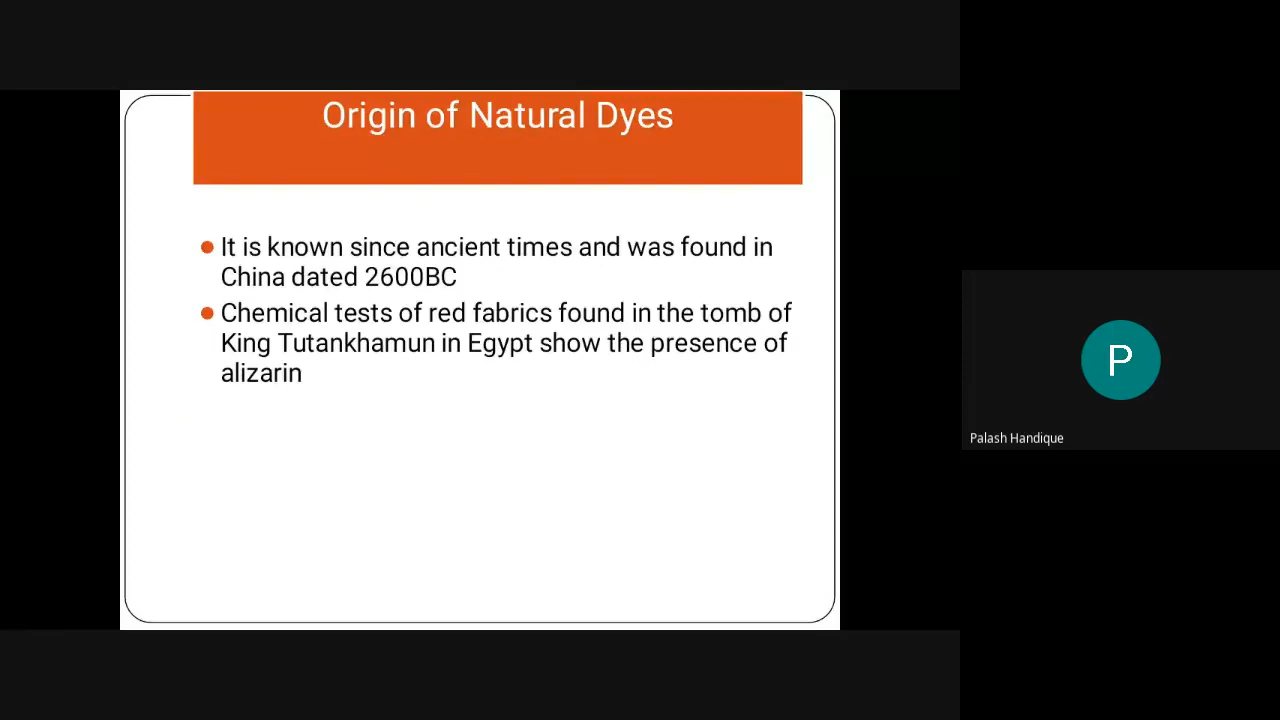 Origin of Natural Dyes
It is known since ancient times and was found in
China dated 2600BC
Chemical tests of red fabrics found in the tomb of
King Tutankhamun in Egypt show the presence of
alizarin
P
Palash Handique